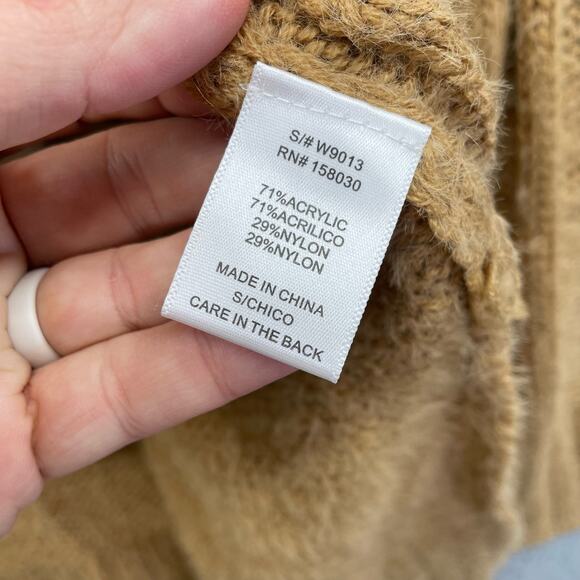 S/# W9013
RN# 158030
71%ACRYLIC
71%ACRILICO
29%NYLON
29%NYLON
MADE IN CHINA
S/CHICO
CARE IN THE BACK